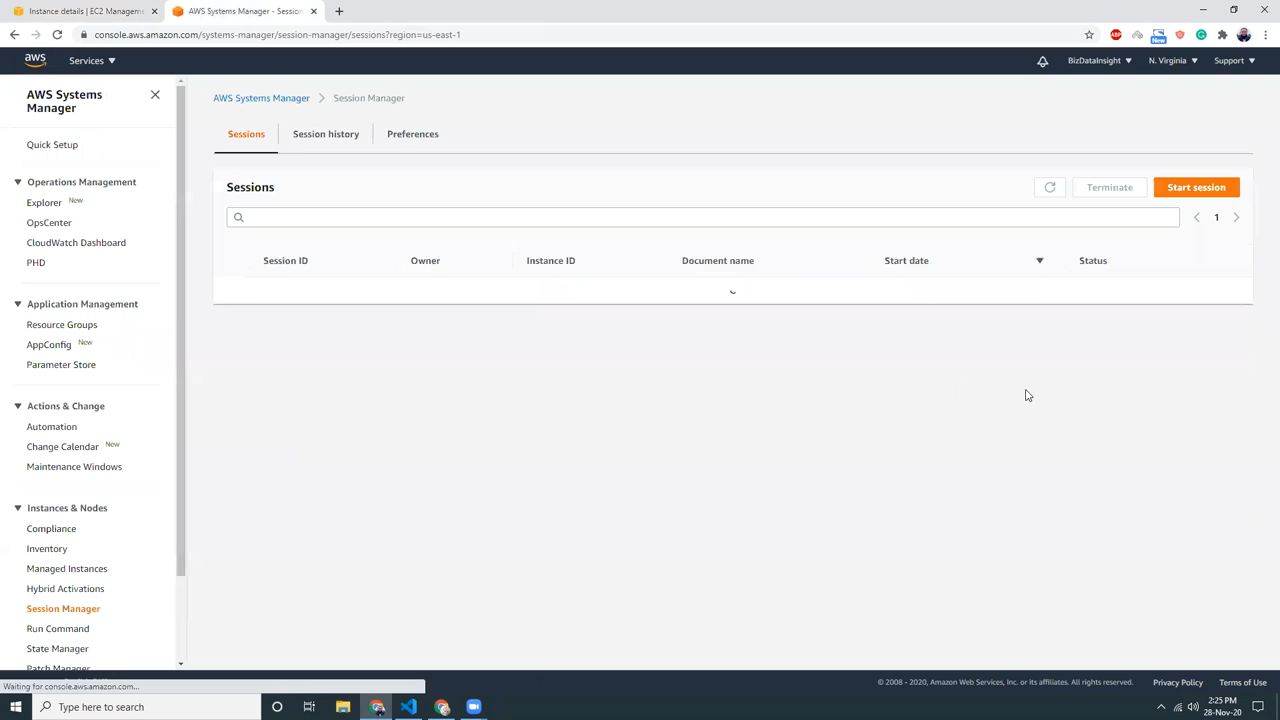 Instance details | EC2 Manageme
AWS Systems Manager - Session
console.aws.amazon.com/systems-manager/session-manager/sessions?region=us-east-1
ABP
New
aws
Services
BizDataInsight
N. Virginia
Support
AWS Systems
Manager
AWS Systems Manager
Session Manager
Quick Setup
Sessions
Session history
Preferences
Operations Management
Explorer New
OpsCenter
CloudWatch Dashboard
PHD
Sessions
Terminate
Start session
1
Session ID
Owner
Instance ID
Document name
Start date
Status
Application Management
Resource Groups
AppConfig New
Parameter Store
Actions & Change
Automation
Change Calendar New
Maintenance Windows
Instances & Nodes
Compliance
Inventory
Managed Instances
Hybrid Activations
Session Manager
Run Command
State Manager
Patch Manager
Waiting for console.aws.amazon.com...
© 2008 - 2020, Amazon Web Services, Inc. or its affiliates. All rights reserved.
Privacy Policy
Terms of Use
Type here to search
2:25 PM
28-Nov-20